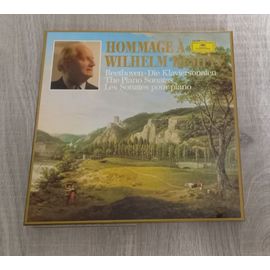 HOMMAGE À
WILHELM
Beethoven · Die Klaviersonaten
The Piano Sonatas
Les Sonates pour piano